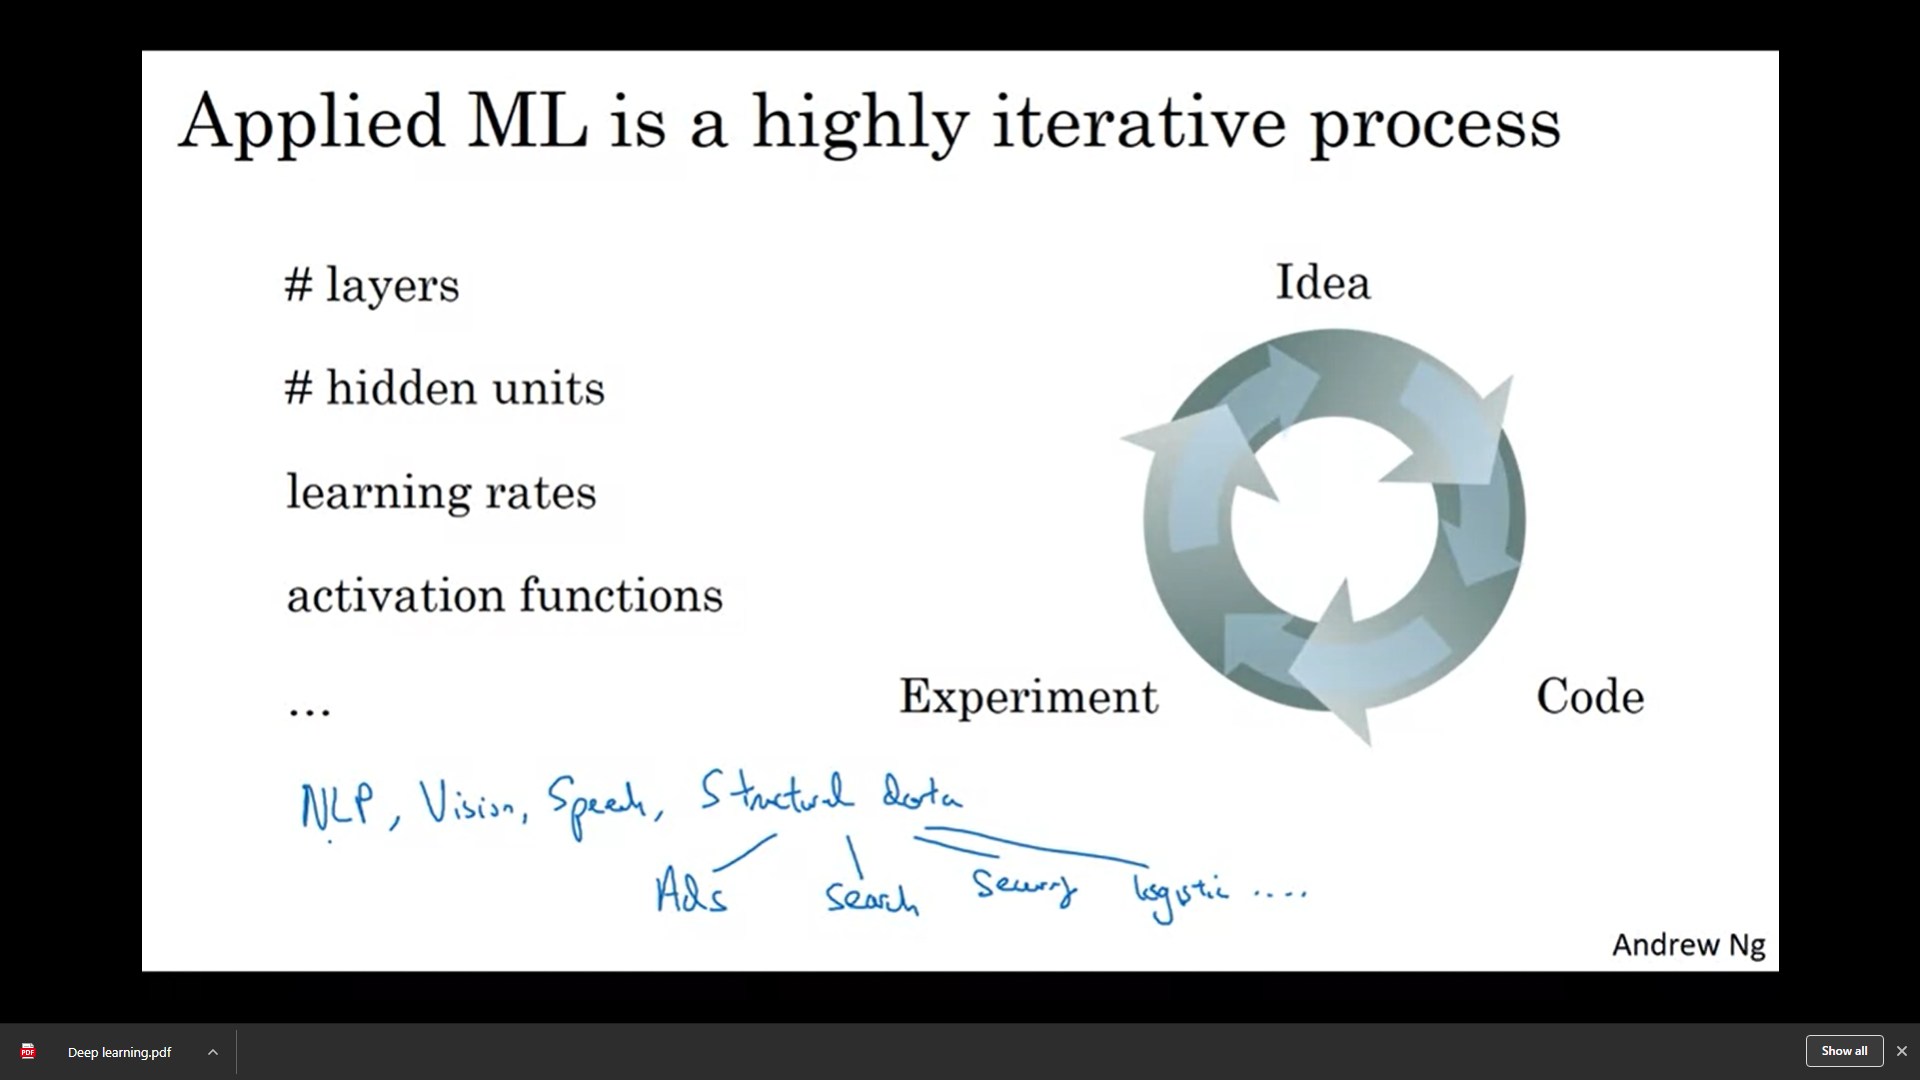 Applied ML is a highly iterative process
# layers
# hidden units
learning rates
activation functions
...
Idea
Experiment
Code
NLP, Vision, Speech, Structural data
Ads Search Security logistic ....
Andrew Ng
Deep learning.pdf
Show all